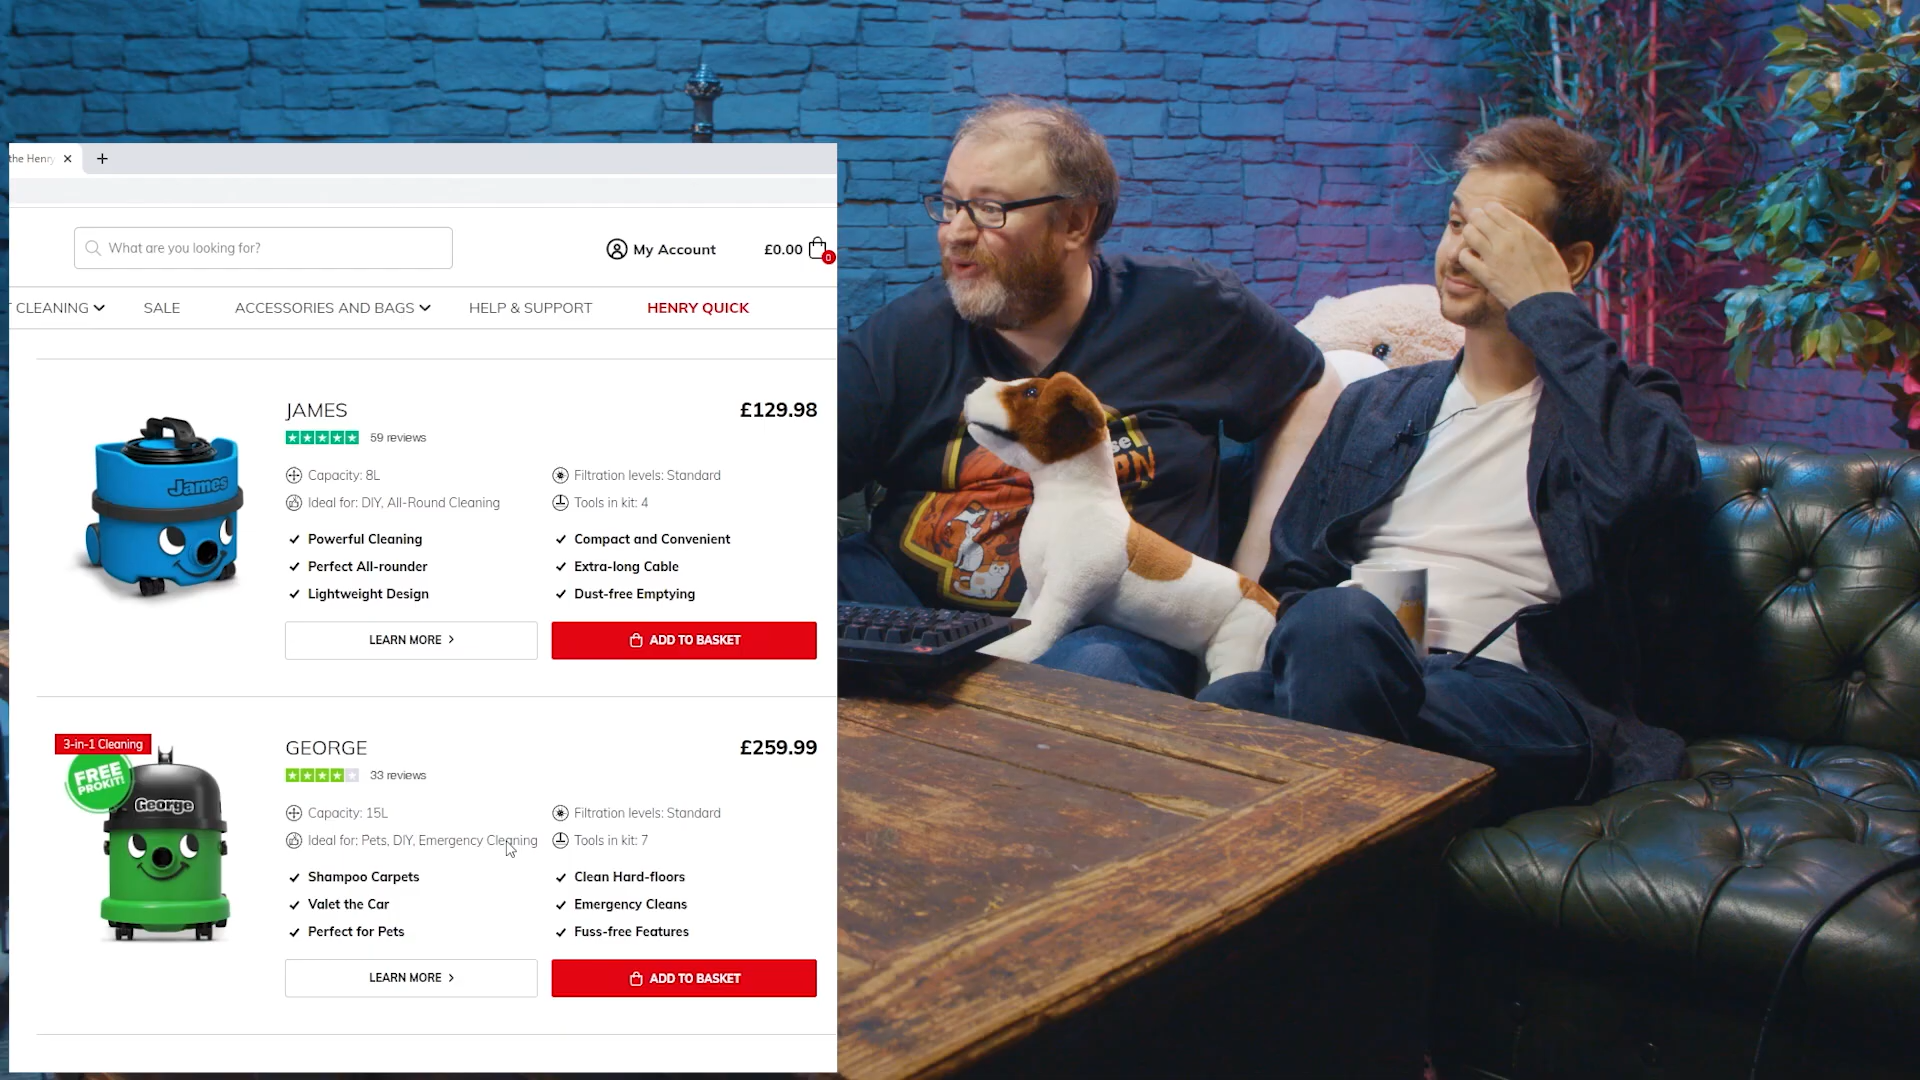 the Henry
What are you looking for?
My Account
£0.00
0
CLEANING
SALE
ACCESSORIES AND BAGS
HELP & SUPPORT
HENRY QUICK
JAMES
£129.98
59 reviews
Capacity: 8L
Filtration levels: Standard
Ideal for: DIY, All-Round Cleaning
Tools in kit: 4
Powerful Cleaning
Compact and Convenient
Perfect All-rounder
Extra-long Cable
Lightweight Design
Dust-free Emptying
LEARN MORE
ADD TO BASKET
James
3-in-1 Cleaning
FREE
PROKIT!
George
GEORGE
£259.99
33 reviews
Capacity: 15L
Filtration levels: Standard
Ideal for: Pets, DIY, Emergency Cleaning
Tools in kit: 7
Shampoo Carpets
Clean Hard-floors
Valet the Car
Emergency Cleans
Perfect for Pets
Fuss-free Features
LEARN MORE
ADD TO BASKET